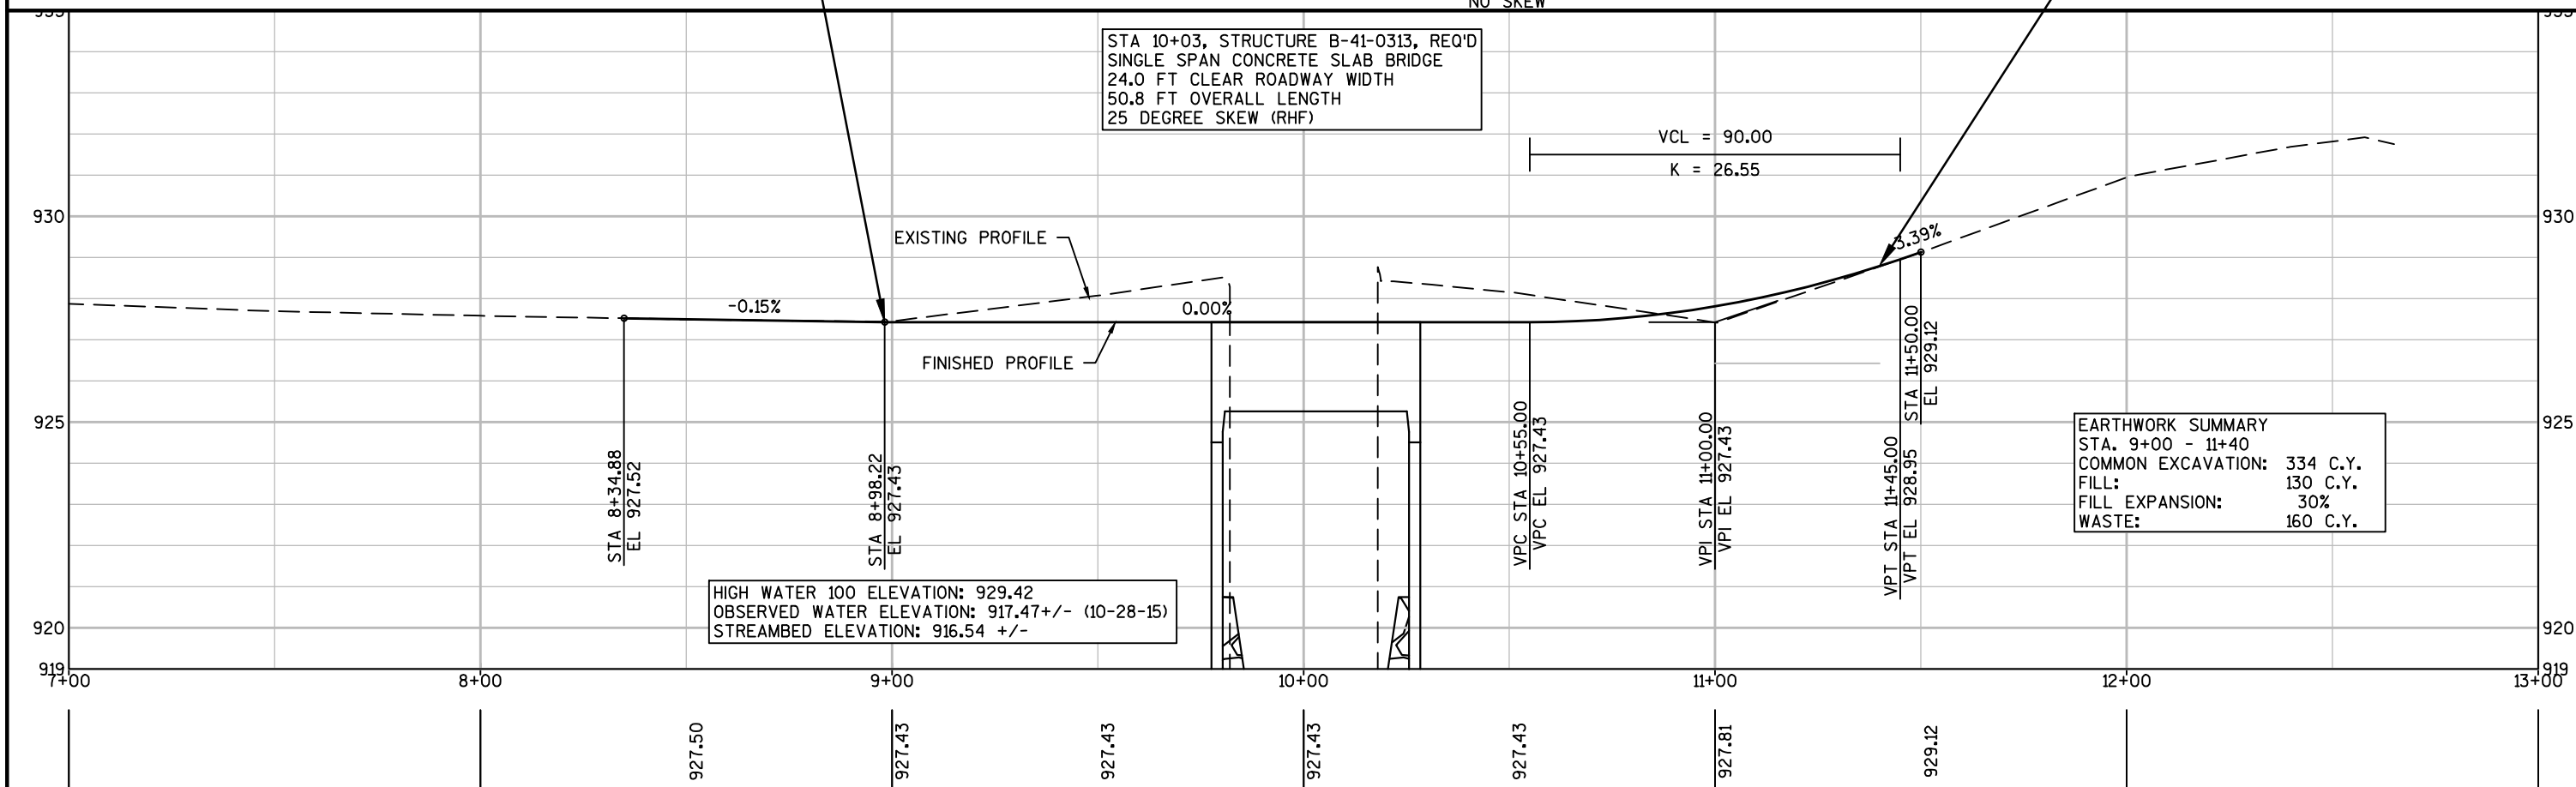 NO SKEW
935
935
STA 10+03, STRUCTURE B-41-0313, REQ'D
SINGLE SPAN CONCRETE SLAB BRIDGE
24.0 FT CLEAR ROADWAY WIDTH
50.8 FT OVERALL LENGTH
25 DEGREE SKEW (RHF)
VCL = 90.00
K = 26.55
930
930
EXISTING PROFILE
3.39%
-0.15%
0.00%
FINISHED PROFILE
STA 11+50.00
EL 929.12
925
925
STA 8+34.88
EL 927.52
STA 8+98.22
EL 927.43
VPC STA 10+55.00
VPC EL 927.43
VPI STA 11+00.00
VPI EL 927.43
VPT STA 11+45.00
VPT EL 928.95
EARTHWORK SUMMARY
STA. 9+00 - 11+40
COMMON EXCAVATION: 334 C.Y.
FILL: 130 C.Y.
FILL EXPANSION: 30%
WASTE: 160 C.Y.
HIGH WATER 100 ELEVATION: 929.42
OBSERVED WATER ELEVATION: 917.47+/- (10-28-15)
STREAMBED ELEVATION: 916.54 +/-
920
920
919
919
7+00
8+00
9+00
10+00
11+00
12+00
13+00
927.50
927.43
927.43
927.43
927.43
927.81
929.12